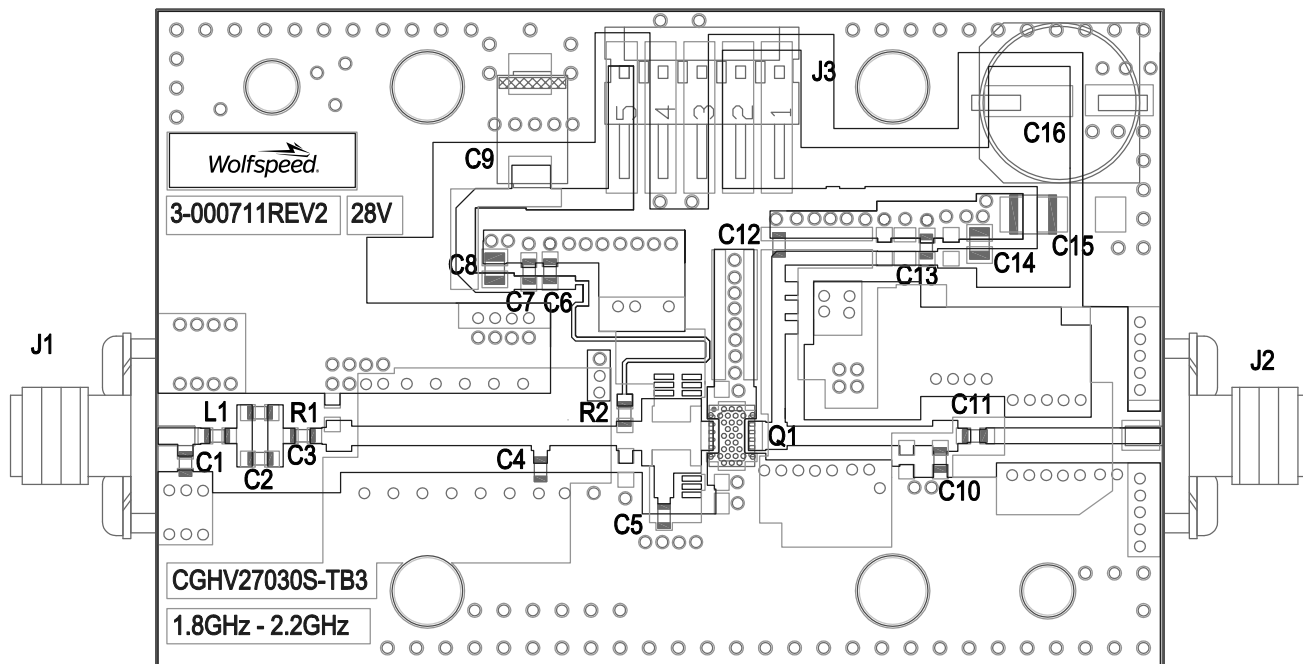 J3
5 4 3 2 1
C16
C9
Wolfspeed.
3-000711REV2 28V
C12
C15
C8
C13 C14
C7 C6
J1
J2
L1 R1
R2
C11
Q1
C1 C2 C3
C4
C10
C5
CGHV27030S-TB3
1.8GHz - 2.2GHz